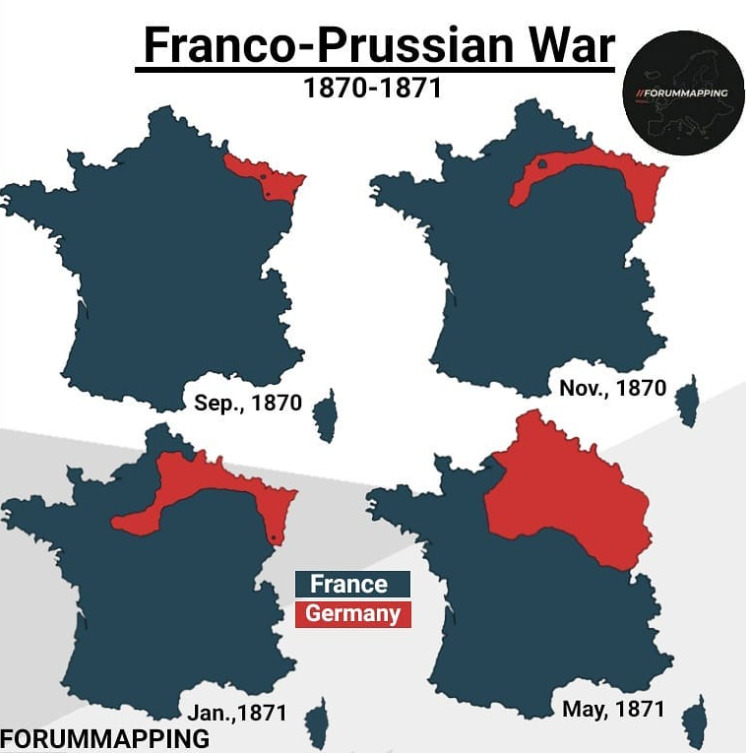 Franco-Prussian War
1870-1871
//FORUMMAPPING
Sep., 1870
Nov., 1870
France
Germany
Jan.,1871
May, 1871
FORUMMAPPING